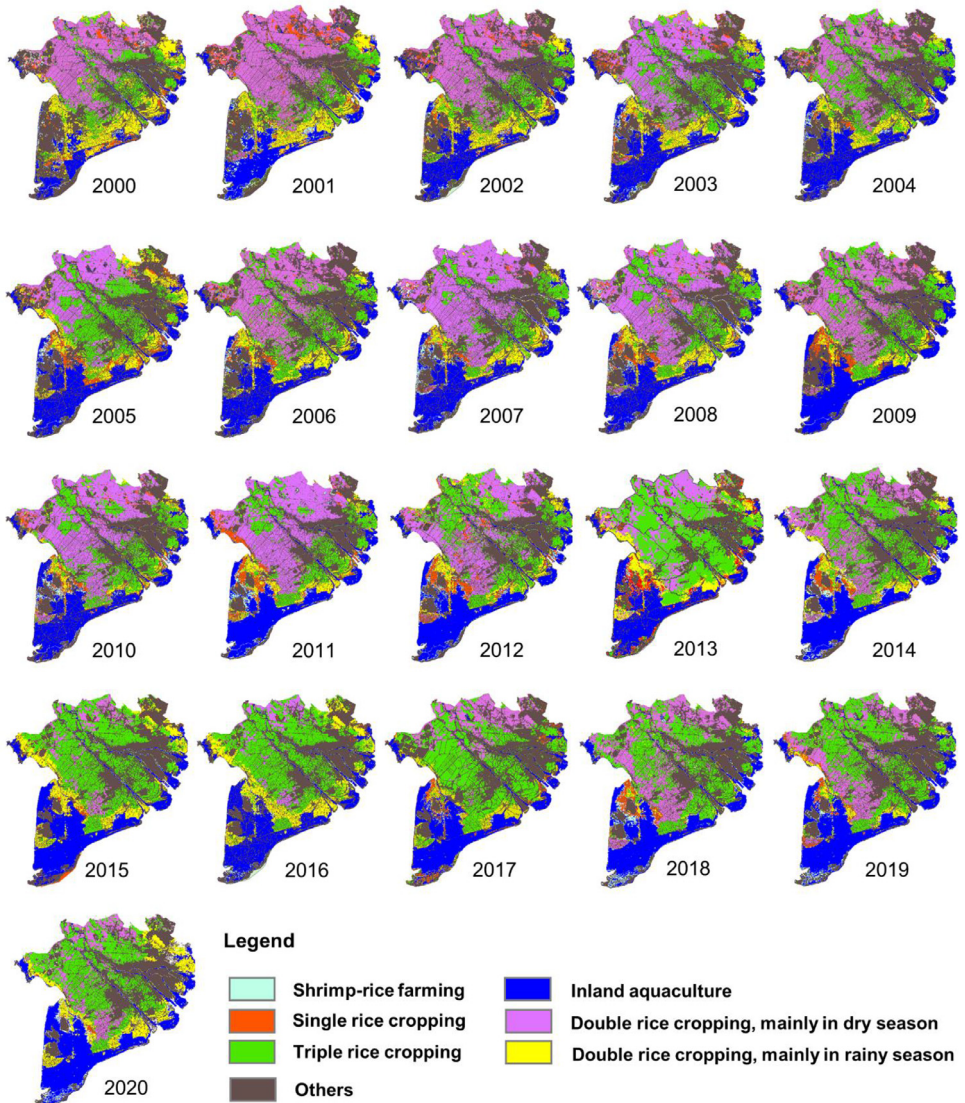 2000 2001 2002 2003 2004
2005 2006 2007 2008 2009
2010 2011 2012 2013 2014
2015 2016 2017 2018 2019
2020
Legend
Shrimp-rice farming
Single rice cropping
Triple rice cropping
Others
Inland aquaculture
Double rice cropping, mainly in dry season
Double rice cropping, mainly in rainy season